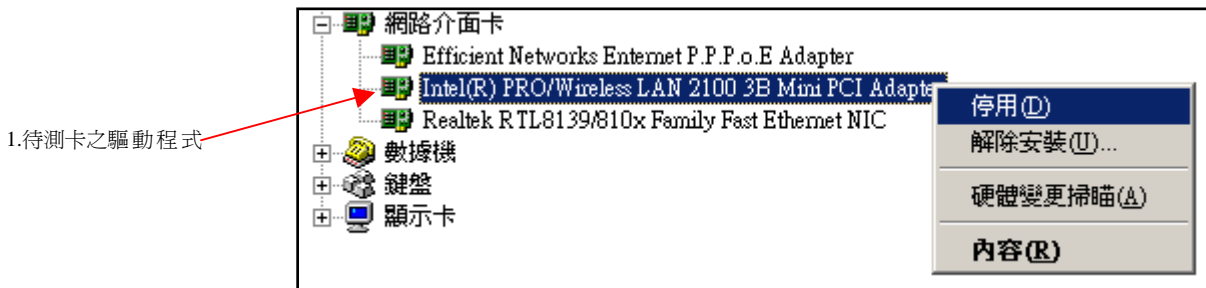 網路介面卡
Efficient Networks Enternet P.P.P.o.E Adapter
Intel(R) PRO/Wireless LAN 2100 3B Mini PCI Adapte
Realtek RTL8139/810x Family Fast Ethernet NIC
數據機
鍵盤
顯示卡
停用(D)
解除安裝(U)...
硬體變更掃瞄(A)
內容(R)
1.待測卡之驅動程式